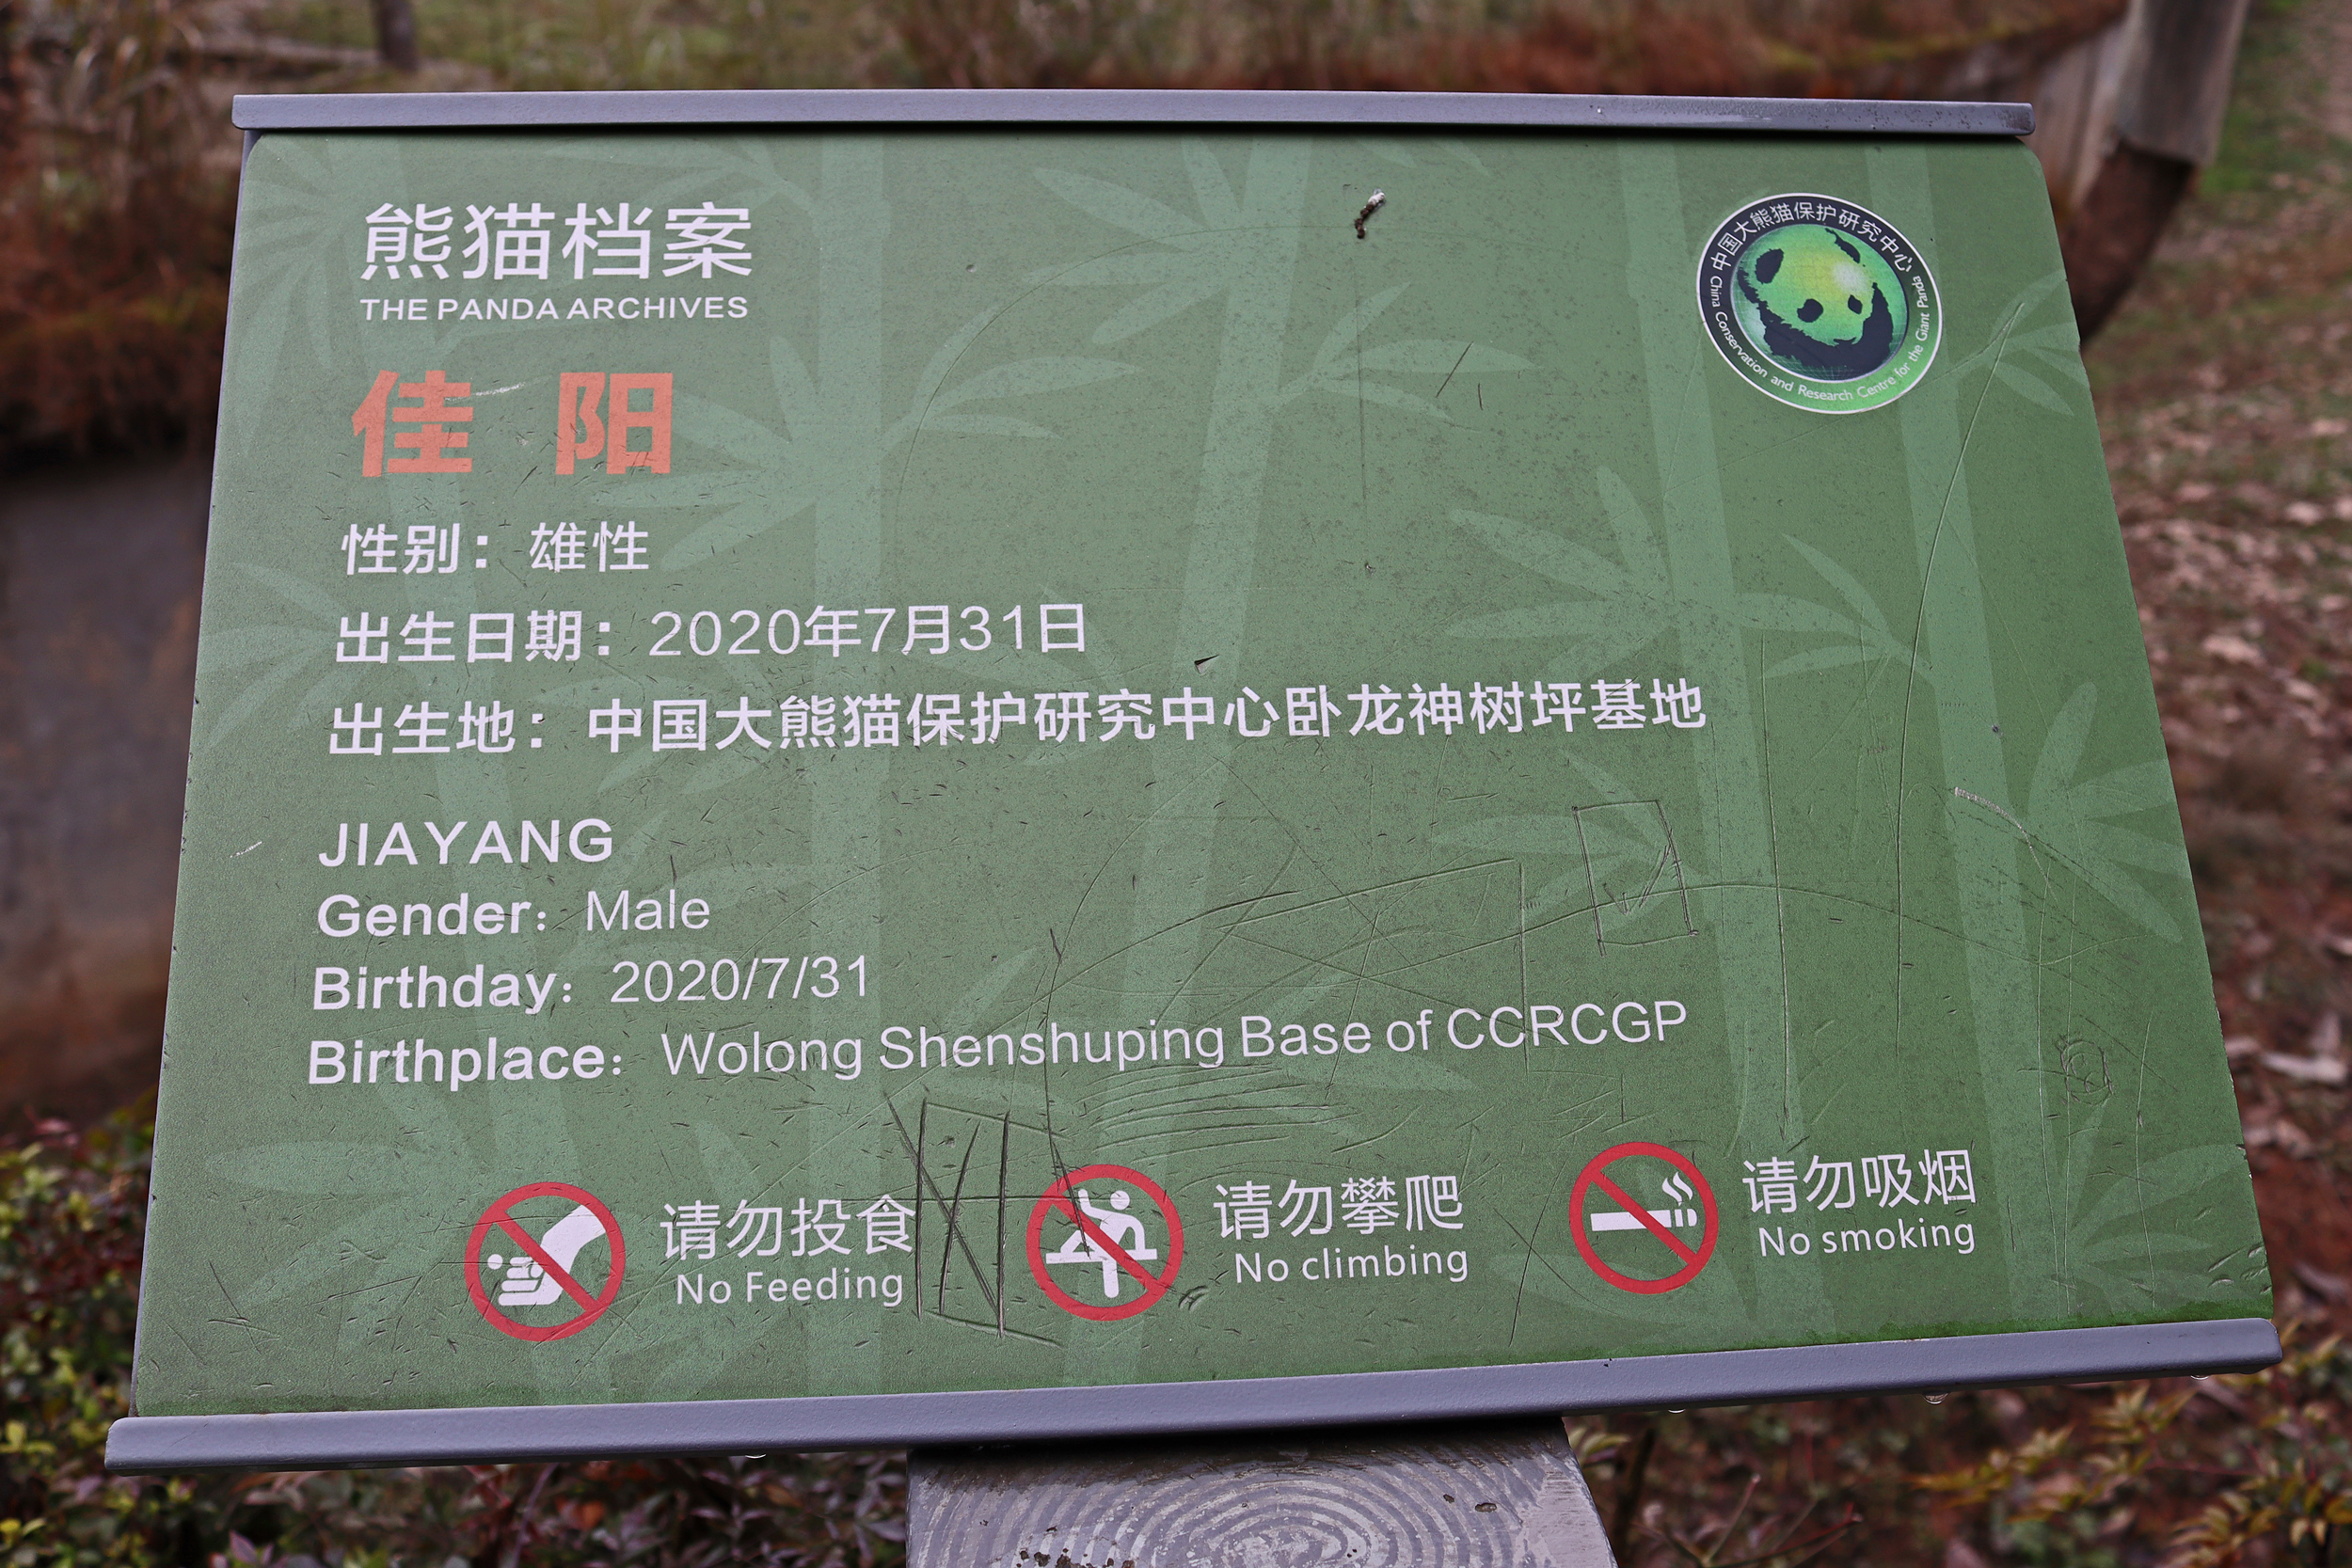 熊猫档案
THE PANDA ARCHIVES
中国大熊猫保护研究中心
China Conservation and Research Centre for the Giant Panda
佳 阳
性别：雄性
出生日期：2020年7月31日
出生地：中国大熊猫保护研究中心卧龙神树坪基地
JIAYANG
Gender：Male
Birthday：2020/7/31
Birthplace：Wolong Shenshuping Base of CCRCGP
请勿投食
No Feeding
请勿攀爬
No climbing
请勿吸烟
No smoking